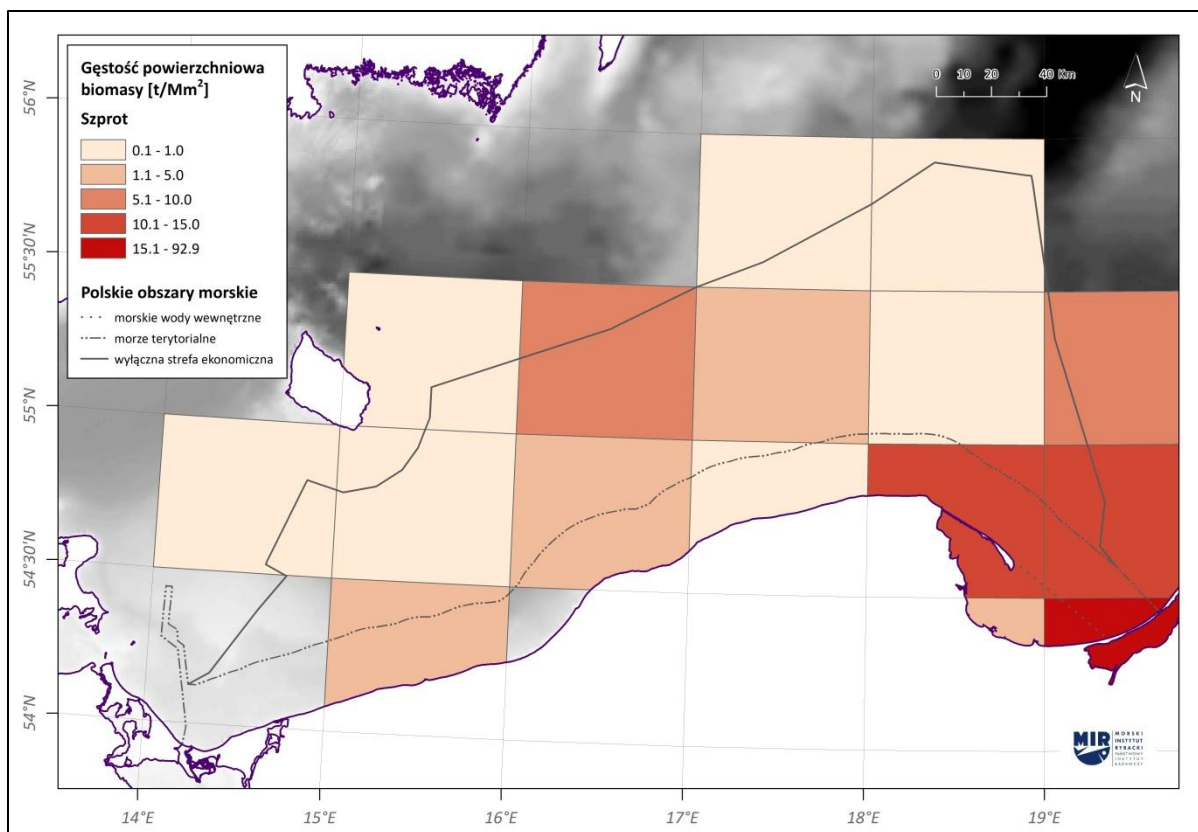 Gęstość powierzchniowa
biomasy [t/Mm²]
Szprot
0.1 - 1.0
1.1 - 5.0
5.1 - 10.0
10.1 - 15.0
15.1 - 92.9
Polskie obszary morskie
morskie wody wewnętrzne
morze terytorialne
wyłączna strefa ekonomiczna
0 10 20 40 Km
N
56°N
55°30'N
55°N
54°30'N
54°N
14°E 15°E 16°E 17°E 18°E 19°E
MIR
MORSKI
INSTYTUT
RYBACKI
PAŃSTWOWY
INSTYTUT
BADAWCZY